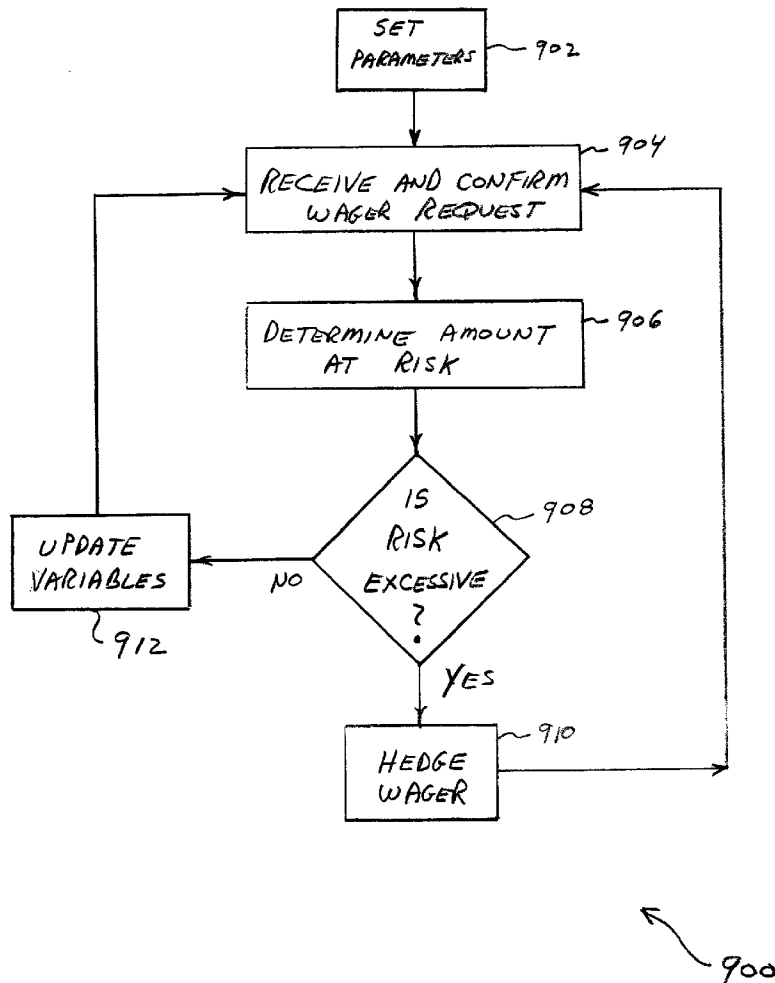 SET
PARAMETERS
902
904
RECEIVE AND CONFIRM
WAGER REQUEST
DETERMINE AMOUNT
AT RISK
906
IS
RISK
EXCESSIVE
?
908
NO
UPDATE
VARIABLES
912
YES
910
HEDGE
WAGER
900